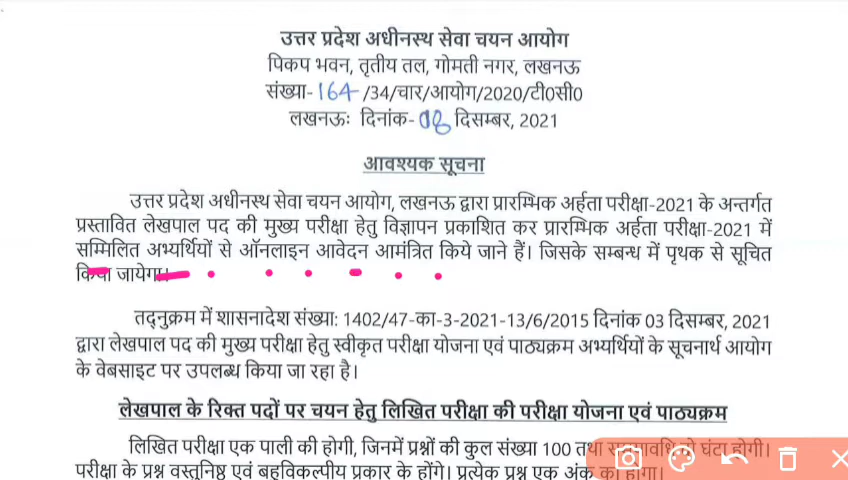 उत्तर प्रदेश अधीनस्थ सेवा चयन आयोग
पिकप भवन, तृतीय तल, गोमती नगर, लखनऊ
संख्या-164/34/चार/आयोग/2020/टी0सी0
लखनऊः दिनांक-08 दिसम्बर, 2021
आवश्यक सूचना
उत्तर प्रदेश अधीनस्थ सेवा चयन आयोग, लखनऊ द्वारा प्रारम्भिक अर्हता परीक्षा-2021 के अन्तर्गत
प्रस्तावित लेखपाल पद की मुख्य परीक्षा हेतु विज्ञापन प्रकाशित कर प्रारम्भिक अर्हता परीक्षा-2021 में
सम्मिलित अभ्यर्थियों से ऑनलाइन आवेदन आमंत्रित किये जाने हैं। जिसके सम्बन्ध में पृथक से सूचित
किया जायेगा।
तद्नुक्रम में शासनादेश संख्या: 1402/47-का-3-2021-13/6/2015 दिनांक 03 दिसम्बर, 2021
द्वारा लेखपाल पद की मुख्य परीक्षा हेतु स्वीकृत परीक्षा योजना एवं पाठ्यक्रम अभ्यर्थियों के सूचनार्थ आयोग
के वेबसाइट पर उपलब्ध किया जा रहा है।
लेखपाल के रिक्त पदों पर चयन हेतु लिखित परीक्षा की परीक्षा योजना एवं पाठ्यक्रम
लिखित परीक्षा एक पाली की होगी, जिनमें प्रश्नों की कुल संख्या 100 तथा घंटा होगी।
परीक्षा के प्रश्न वस्तुनिष्ठ एवं बहुविकल्पीय प्रकार के होंगे। प्रत्येक प्रश्न एक अंक का होगा।